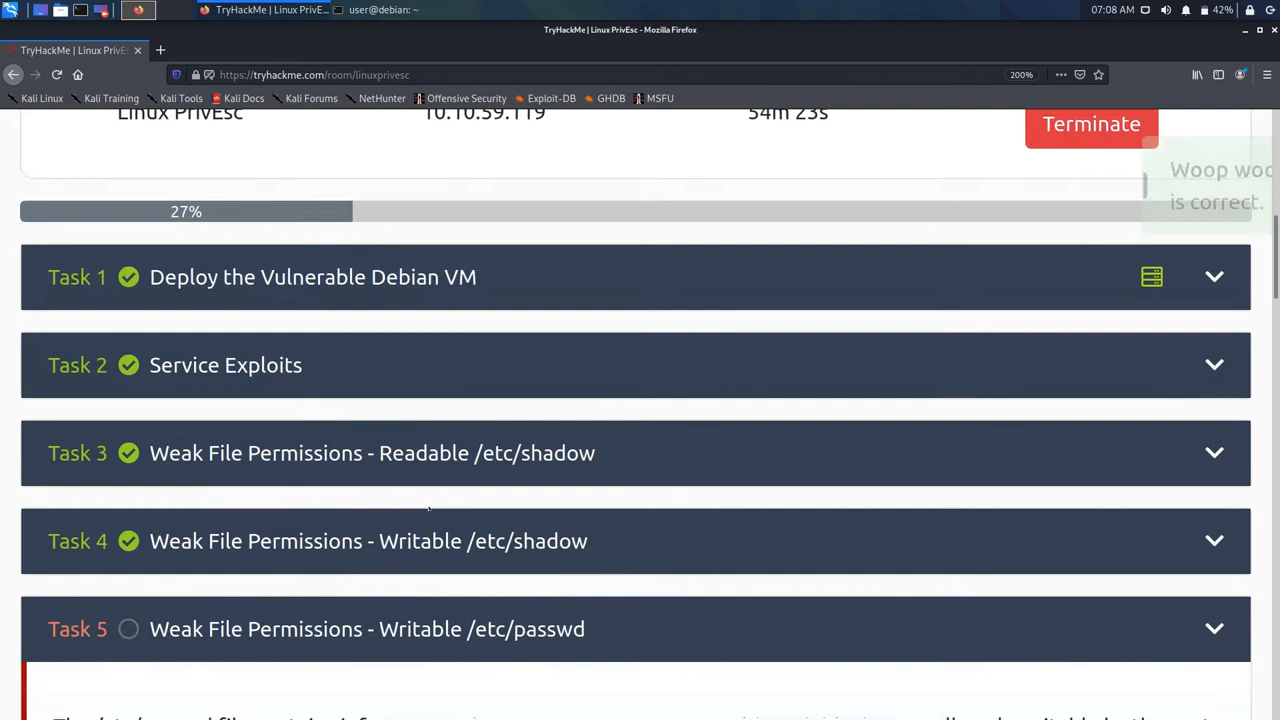 TryHackMe | Linux PrivE...
user@debian: ~
07:08 AM
42%
TryHackMe | Linux PrivEsc - Mozilla Firefox
TryHackMe | Linux PrivEs
https://tryhackme.com/room/linuxprivesc
200%
Kali Linux
Kali Training
Kali Tools
Kali Docs
Kali Forums
NetHunter
Offensive Security
Exploit-DB
GHDB
MSFU
Linux PrivEsc
10.10.59.119
54m 23s
Terminate
Woop woo
is correct.
27%
Task 1 Deploy the Vulnerable Debian VM
Task 2 Service Exploits
Task 3 Weak File Permissions - Readable /etc/shadow
Task 4 Weak File Permissions - Writable /etc/shadow
Task 5 Weak File Permissions - Writable /etc/passwd